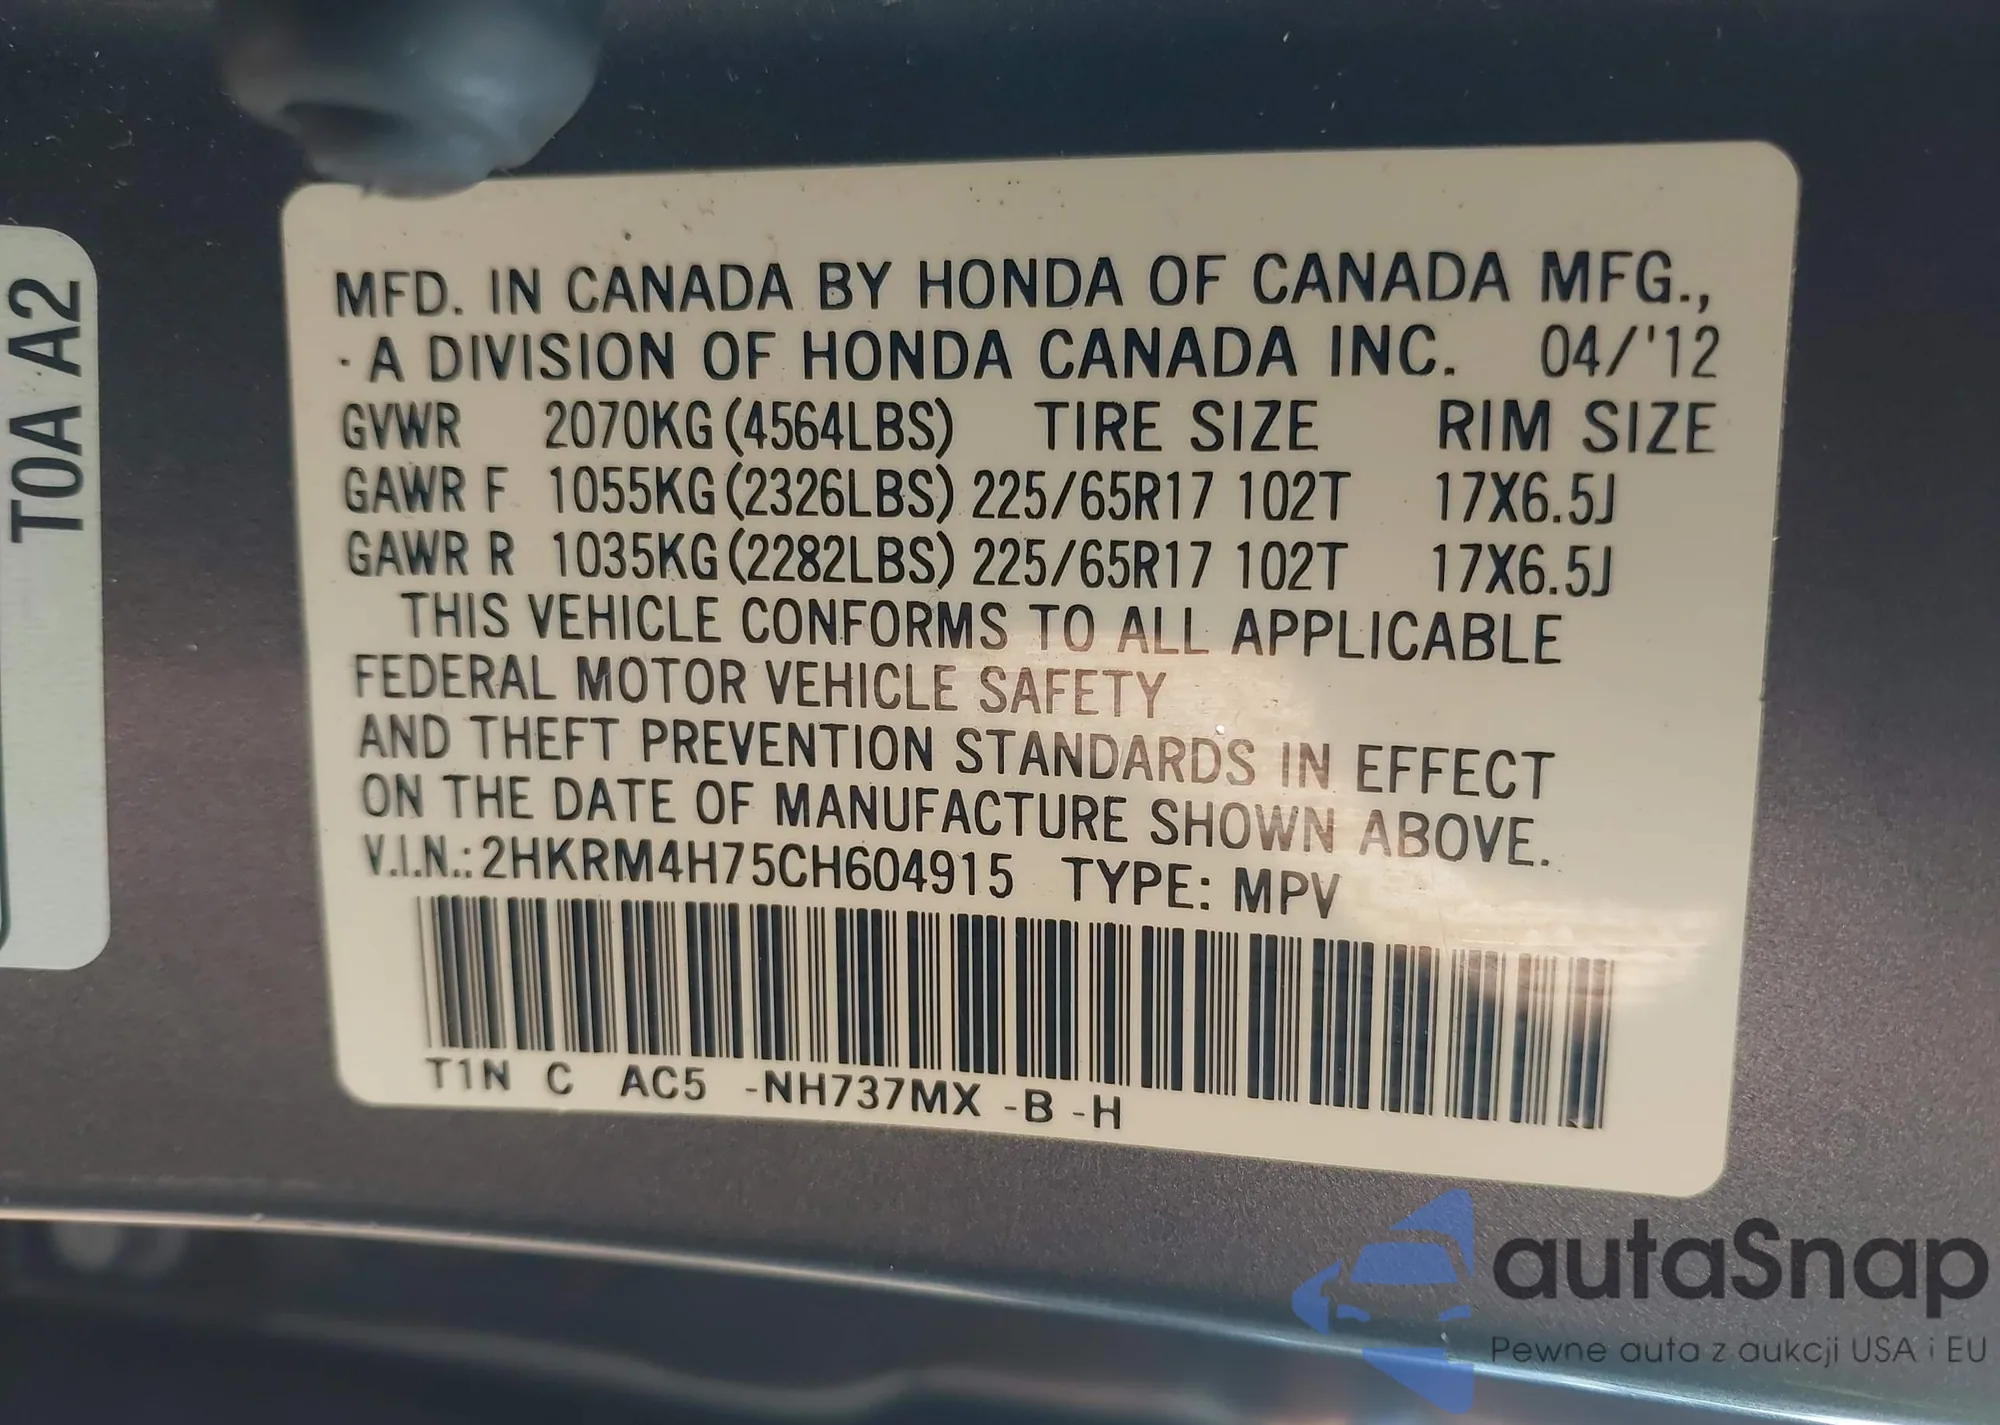 T0A A2
MFD. IN CANADA BY HONDA OF CANADA MFG.,
· A DIVISION OF HONDA CANADA INC. 04/'12
GVWR 2070KG (4564LBS) TIRE SIZE RIM SIZE
GAWR F 1055KG (2326LBS) 225/65R17 102T 17X6.5J
GAWR R 1035KG (2282LBS) 225/65R17 102T 17X6.5J
THIS VEHICLE CONFORMS TO ALL APPLICABLE
FEDERAL MOTOR VEHICLE SAFETY
AND THEFT PREVENTION STANDARDS IN EFFECT
ON THE DATE OF MANUFACTURE SHOWN ABOVE.
V.I.N.: 2HKRM4H75CH604915 TYPE: MPV
T1N C AC5 -NH737MX -B -H
autaSnap
Pewne auta z aukcji USA i EU